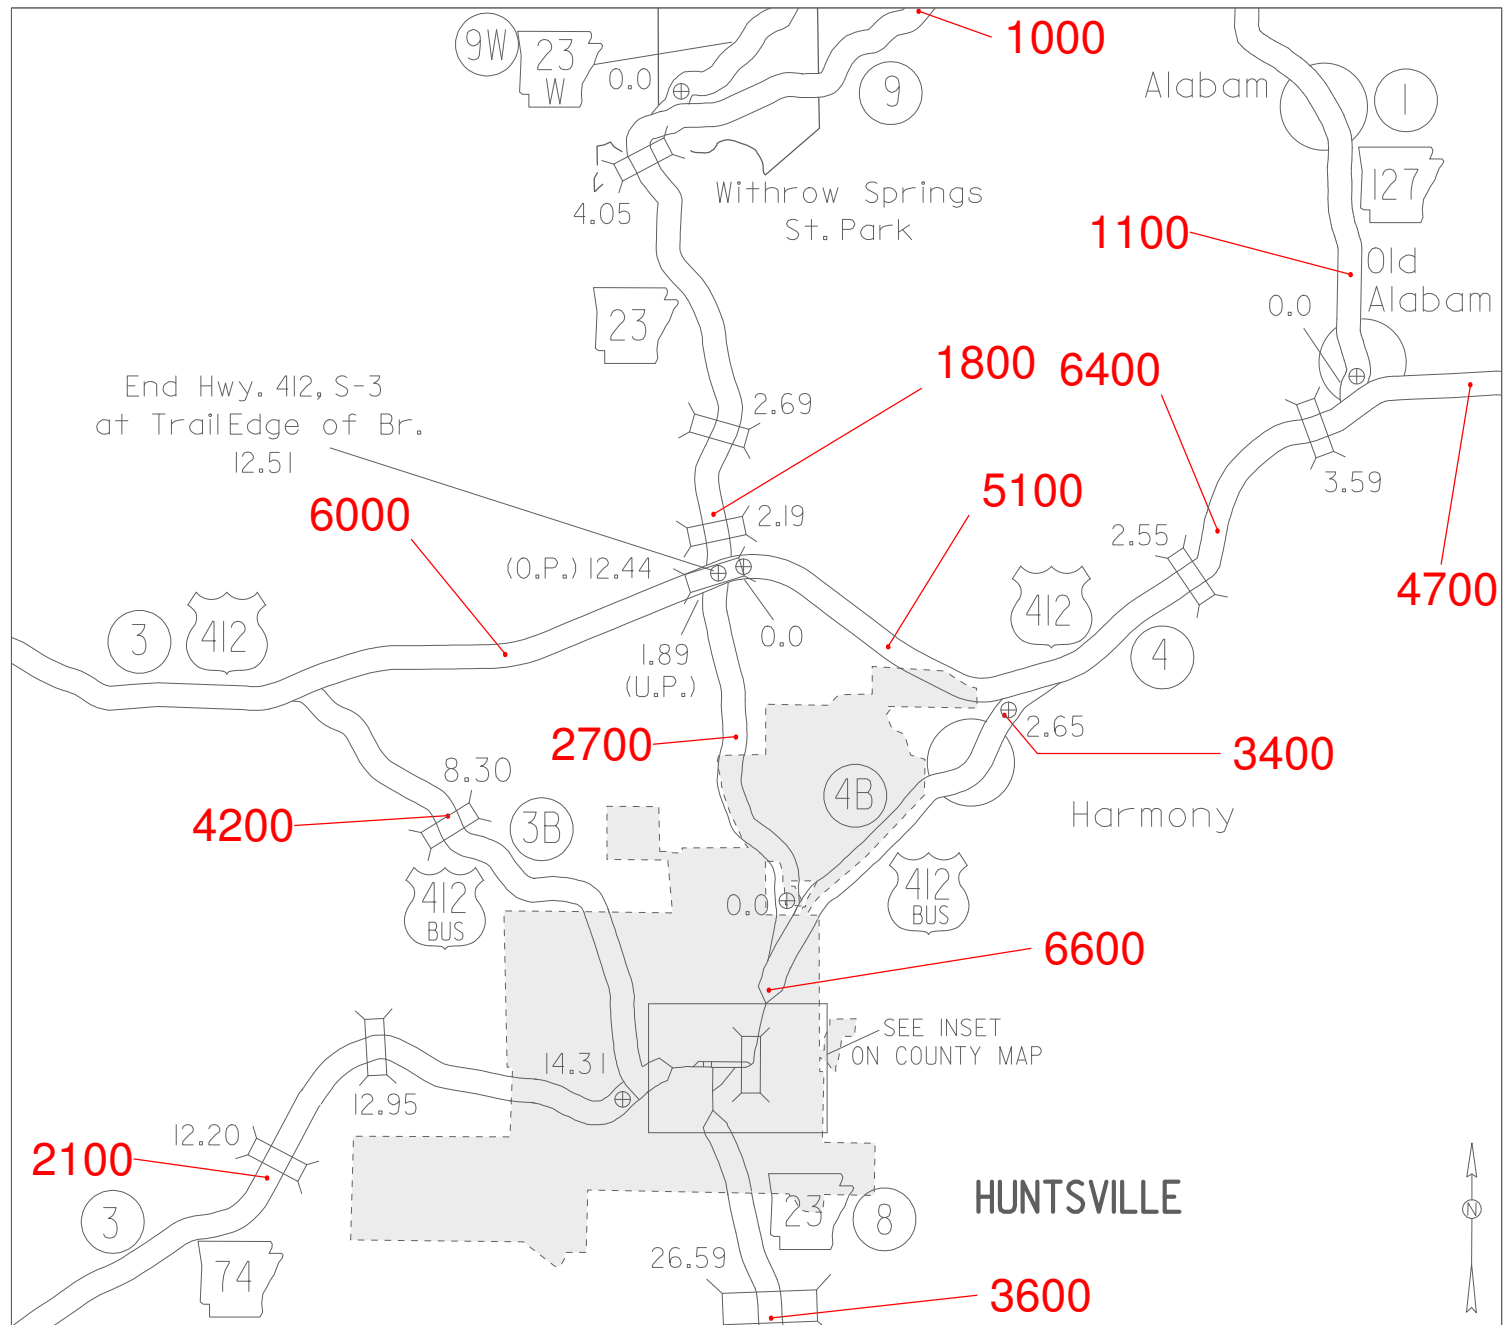 9W
23
W
0.0
9
1000
Alabam
1
127
4.05
Withrow Springs
St. Park
1100
Old
Alabam
0.0
23
End Hwy. 412, S-3
at Trail Edge of Br.
12.51
1800
6400
2.69
3.59
6000
5100
2.19
2.55
(O.P.) 12.44
4700
3
412
1.89
(U.P.)
0.0
412
4
2700
2.65
3400
8.30
4B
4200
3B
Harmony
412
BUS
0.0
412
BUS
6600
SEE INSET
ON COUNTY MAP
14.31
12.95
12.20
2100
3
74
23
8
HUNTSVILLE
N
26.59
3600